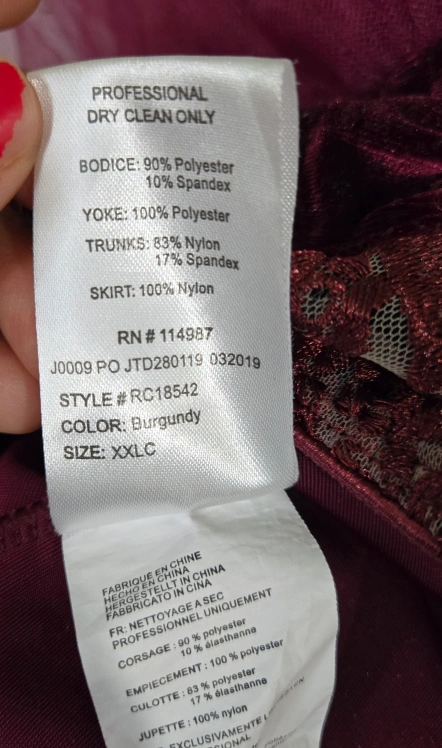 PROFESSIONAL
DRY CLEAN ONLY
BODICE: 90% Polyester
10% Spandex
YOKE: 100% Polyester
TRUNKS: 83% Nylon
17% Spandex
SKIRT: 100% Nylon
RN # 114987
J0009 PO JTD280119 032019
STYLE # RC18542
COLOR: Burgundy
SIZE: XXLC
FABRIQUE EN CHINE
HECHO EN CHINA
HERGESTELLT IN CHINA
FABBRICATO IN CINA
FR: NETTOYAGE A SEC
PROFESSIONNEL UNIQUEMENT
CORSAGE : 90 % polyester
10 % élasthanne
EMPIECEMENT : 100 % polyester
CULOTTE : 83 % polyester
17 % élasthanne
JUPETTE : 100% nylon
EXCLUSIVAMENTE